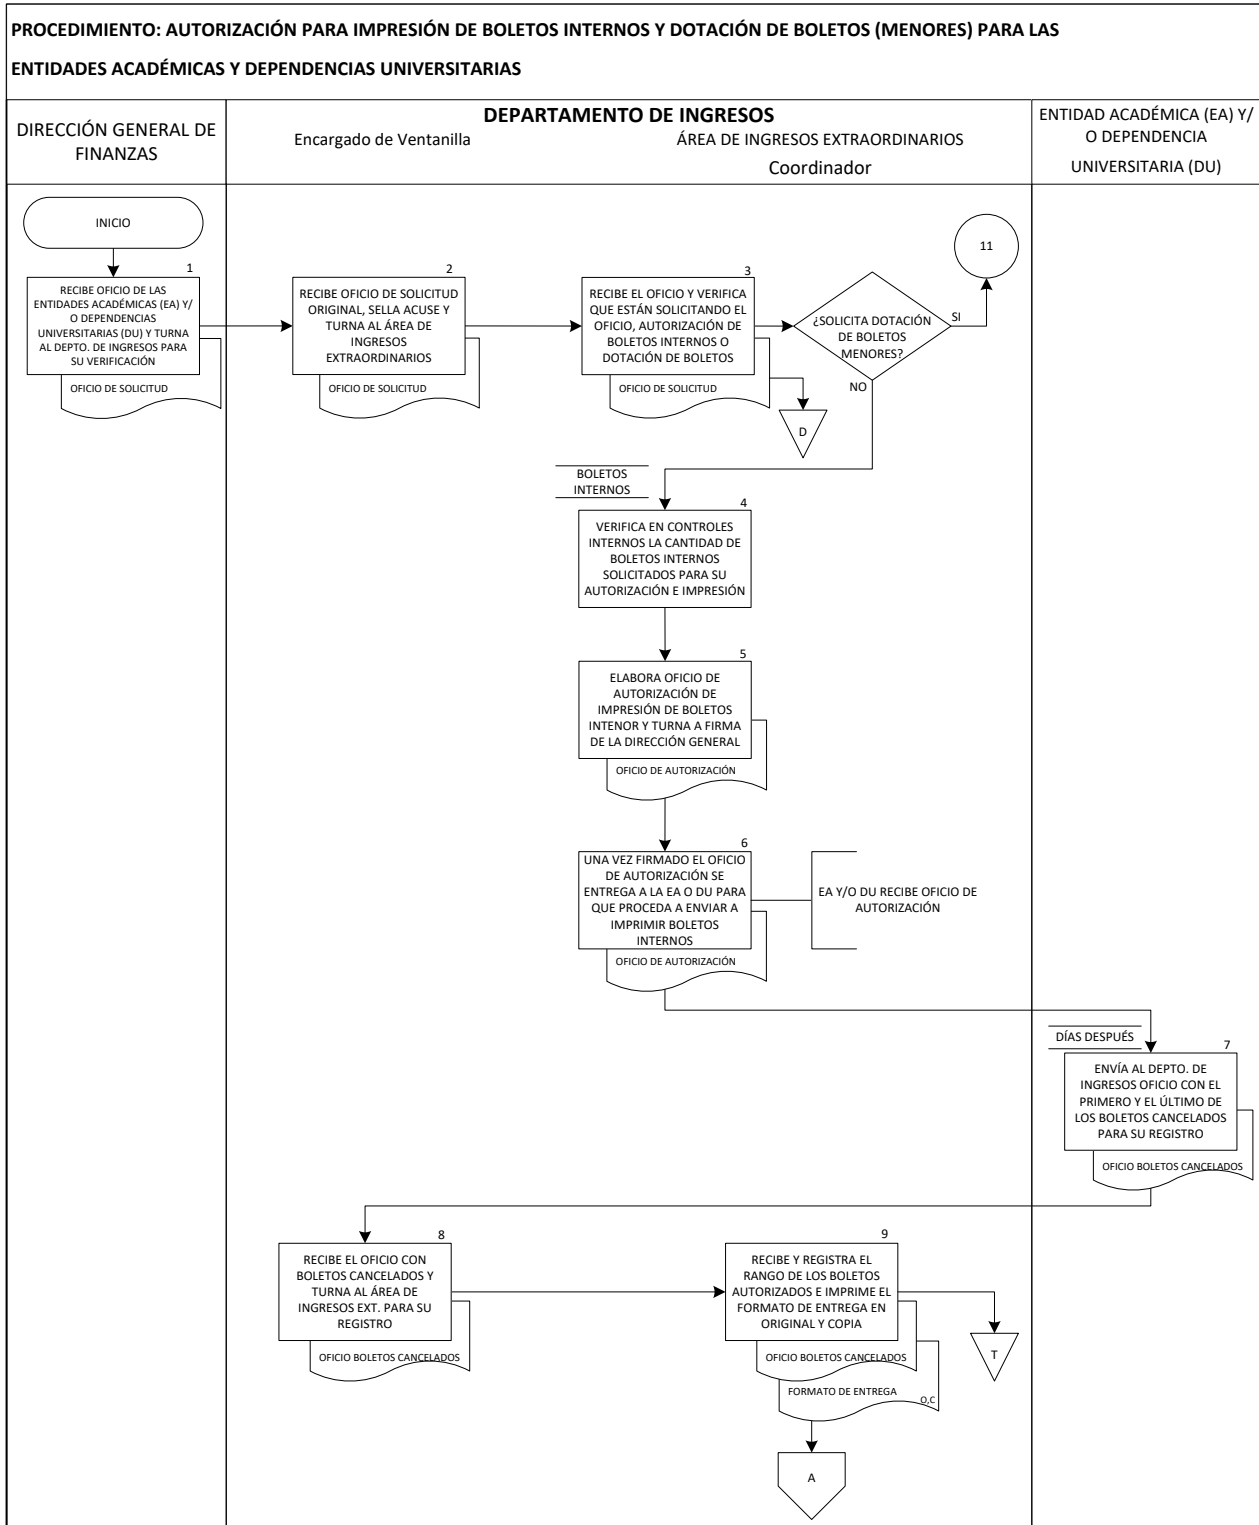 PROCEDIMIENTO: AUTORIZACIÓN PARA IMPRESIÓN DE BOLETOS INTERNOS Y DOTACIÓN DE BOLETOS (MENORES) PARA LAS
ENTIDADES ACADÉMICAS Y DEPENDENCIAS UNIVERSITARIAS
DIRECCIÓN GENERAL DE
FINANZAS
DEPARTAMENTO DE INGRESOS
Encargado de Ventanilla
ÁREA DE INGRESOS EXTRAORDINARIOS
Coordinador
ENTIDAD ACADÉMICA (EA) Y/
O DEPENDENCIA
UNIVERSITARIA (DU)
INICIO
1
RECIBE OFICIO DE LAS
ENTIDADES ACADÉMICAS (EA) Y/
O DEPENDENCIAS
UNIVERSITARIAS (DU) Y TURNA
AL DEPTO. DE INGRESOS PARA
SU VERIFICACIÓN
OFICIO DE SOLICITUD
2
RECIBE OFICIO DE SOLICITUD
ORIGINAL, SELLA ACUSE Y
TURNA AL ÁREA DE
INGRESOS
EXTRAORDINARIOS
OFICIO DE SOLICITUD
3
RECIBE EL OFICIO Y VERIFICA
QUE ESTÁN SOLICITANDO EL
OFICIO, AUTORIZACIÓN DE
BOLETOS INTERNOS O
DOTACIÓN DE BOLETOS
OFICIO DE SOLICITUD
D
¿SOLICITA DOTACIÓN
DE BOLETOS
MENORES?
SI
11
NO
BOLETOS
INTERNOS
4
VERIFICA EN CONTROLES
INTERNOS LA CANTIDAD DE
BOLETOS INTERNOS
SOLICITADOS PARA SU
AUTORIZACIÓN E IMPRESIÓN
5
ELABORA OFICIO DE
AUTORIZACIÓN DE
IMPRESIÓN DE BOLETOS
INTENOR Y TURNA A FIRMA
DE LA DIRECCIÓN GENERAL
OFICIO DE AUTORIZACIÓN
6
UNA VEZ FIRMADO EL OFICIO
DE AUTORIZACIÓN SE
ENTREGA A LA EA O DU PARA
QUE PROCEDA A ENVIAR A
IMPRIMIR BOLETOS
INTERNOS
OFICIO DE AUTORIZACIÓN
EA Y/O DU RECIBE OFICIO DE
AUTORIZACIÓN
DÍAS DESPUÉS
7
ENVÍA AL DEPTO. DE
INGRESOS OFICIO CON EL
PRIMERO Y EL ÚLTIMO DE
LOS BOLETOS CANCELADOS
PARA SU REGISTRO
OFICIO BOLETOS CANCELADOS
8
RECIBE EL OFICIO CON
BOLETOS CANCELADOS Y
TURNA AL ÁREA DE
INGRESOS EXT. PARA SU
REGISTRO
OFICIO BOLETOS CANCELADOS
9
RECIBE Y REGISTRA EL
RANGO DE LOS BOLETOS
AUTORIZADOS E IMPRIME EL
FORMATO DE ENTREGA EN
ORIGINAL Y COPIA
OFICIO BOLETOS CANCELADOS
FORMATO DE ENTREGA
O,C
T
A